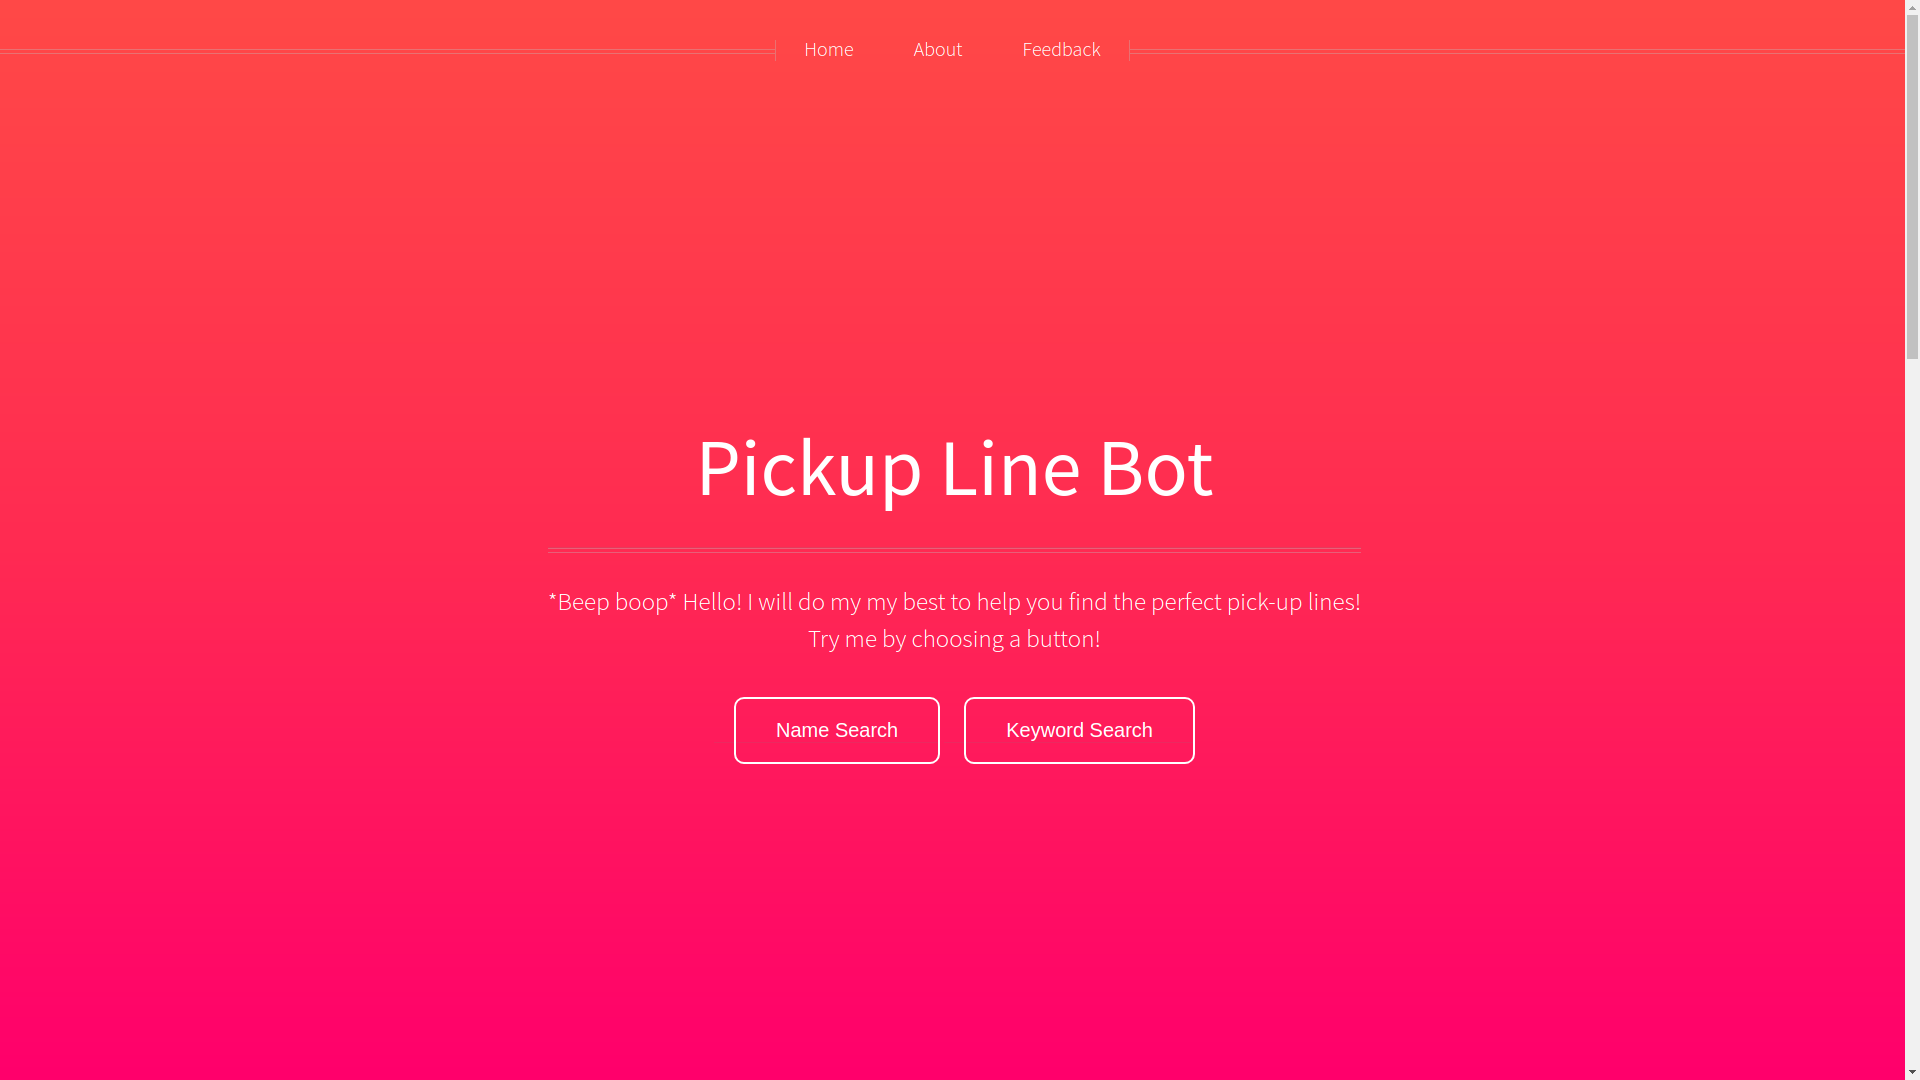 Home About Feedback
Pickup Line Bot
*Beep boop* Hello! I will do my my best to help you find the perfect pick-up lines!
Try me by choosing a button!
Name Search Keyword Search